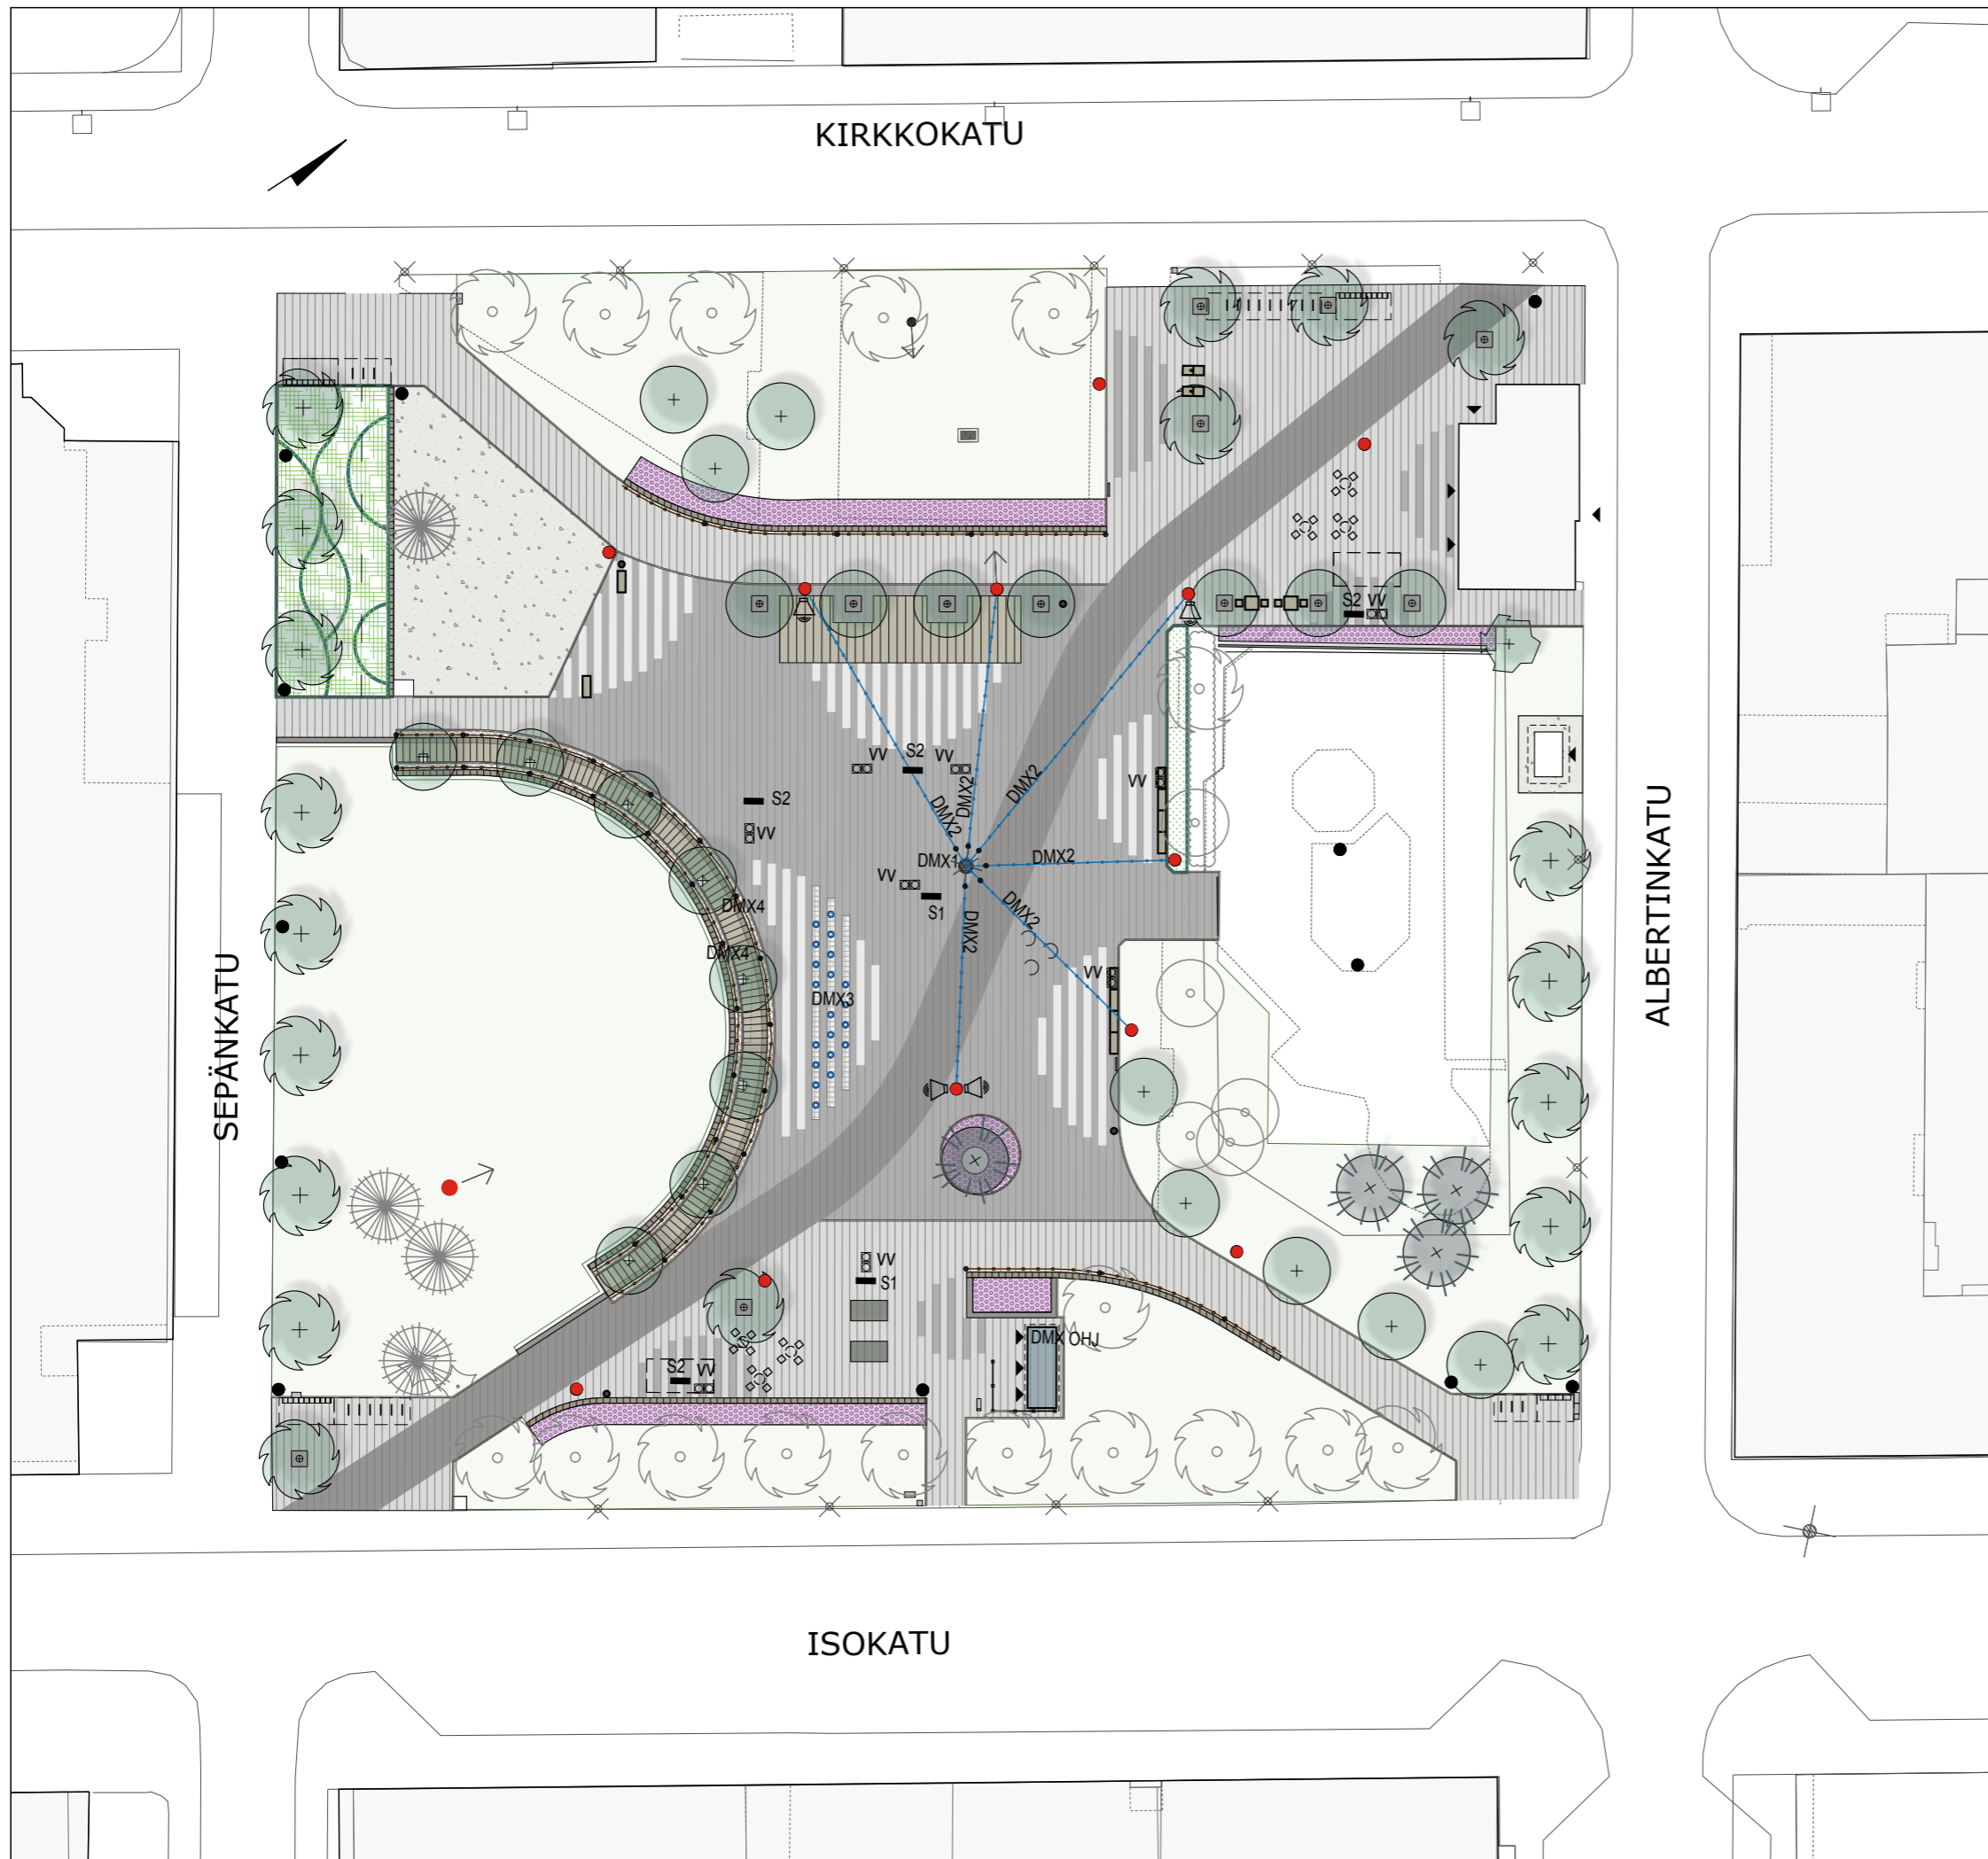 KIRKKOKATU
S2 VV
VV S2 VV
DMX2
DMX2
DMX2
VV
S2
VV
DMX1
DMX2
VV
S1
DMX2
DMX2
DMX4
DMX4
DMX3
VV
SEPÄNKATU
ALBERTINKATU
VV
S1
DMX OHJ
S2 VV
ISOKATU